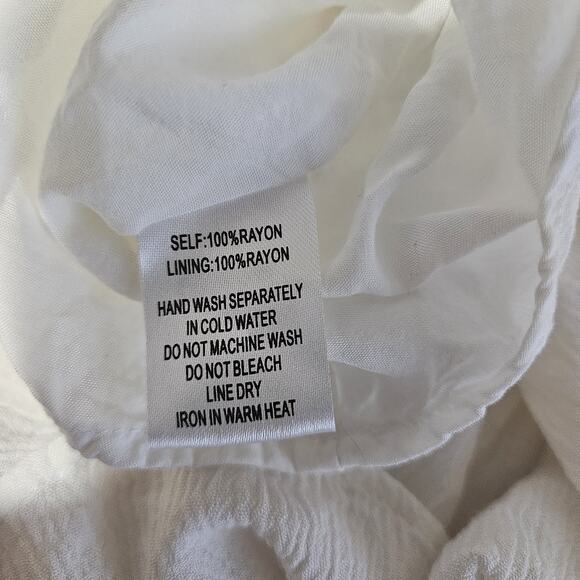 SELF:100%RAYON
LINING:100%RAYON
HAND WASH SEPARATELY
IN COLD WATER
DO NOT MACHINE WASH
DO NOT BLEACH
LINE DRY
IRON IN WARM HEAT